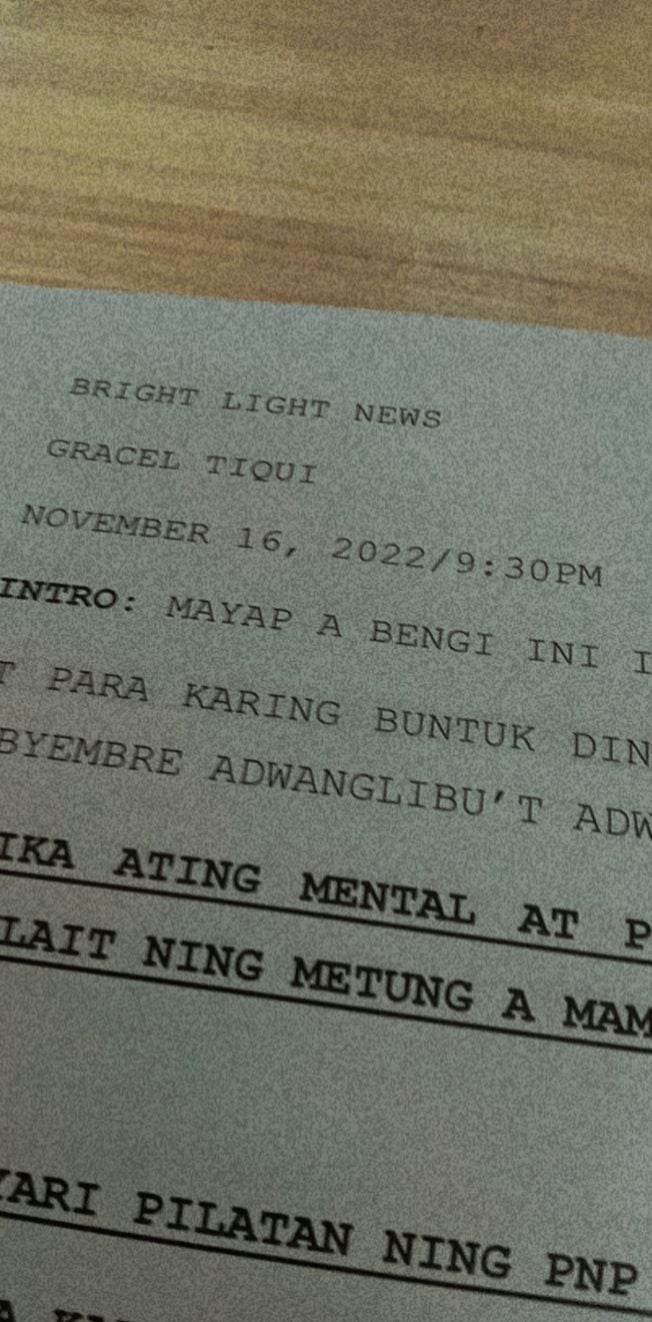 BRIGHT LIGHT NEWS
GRACEL TIQUI
NOVEMBER 16, 2022/9:30PM
INTRO: MAYAP A BENGI INI
PARA KARING BUNTUK DIN
BYEMBRE ADWANGLIBU'T ADW
IKA ATING MENTAL AT P
LAIT NING METUNG A MAM
YARI PILATAN NING PNP